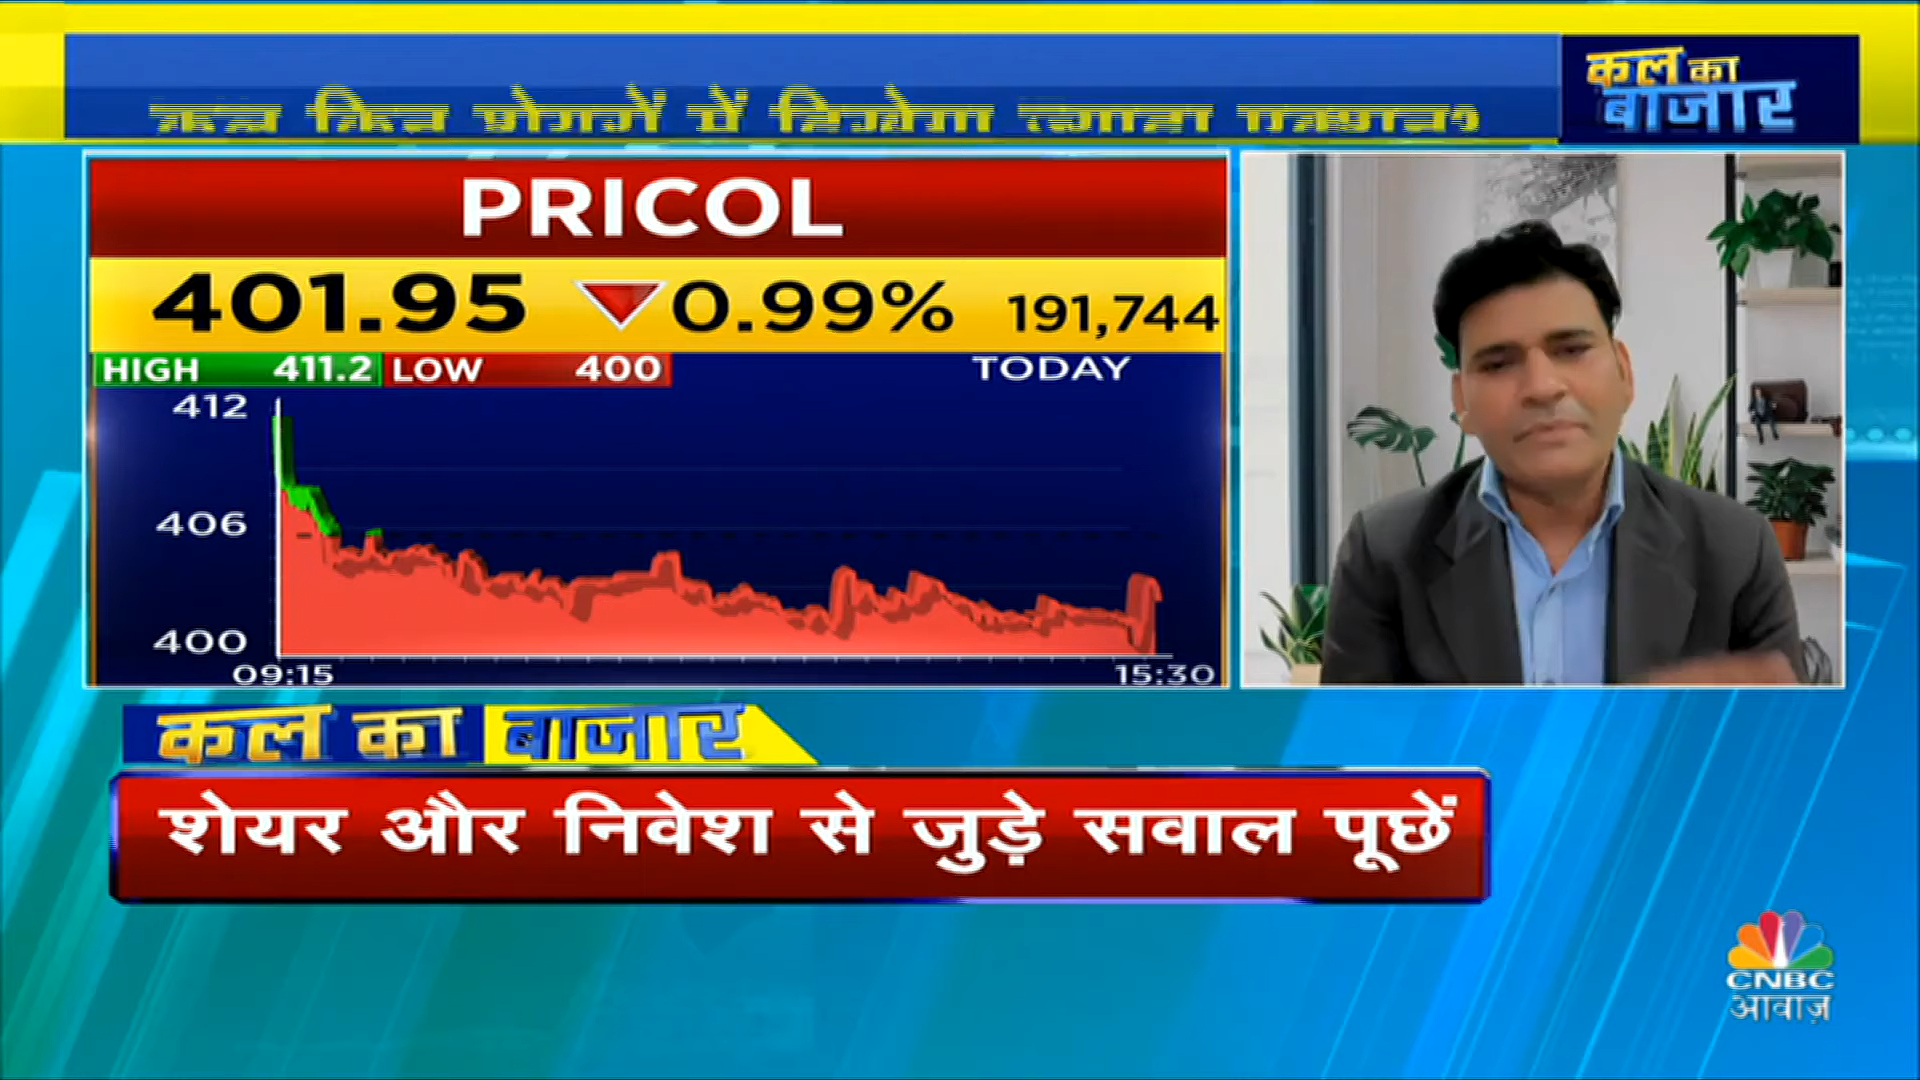 कल का
बाजार
PRICOL
401.95 0.99% 191,744
HIGH 411.2 LOW 400 TODAY
412
406
400
09:15 15:30
कल का बाजार
शेयर और निवेश से जुड़े सवाल पूछें
CNBC
आवाज़